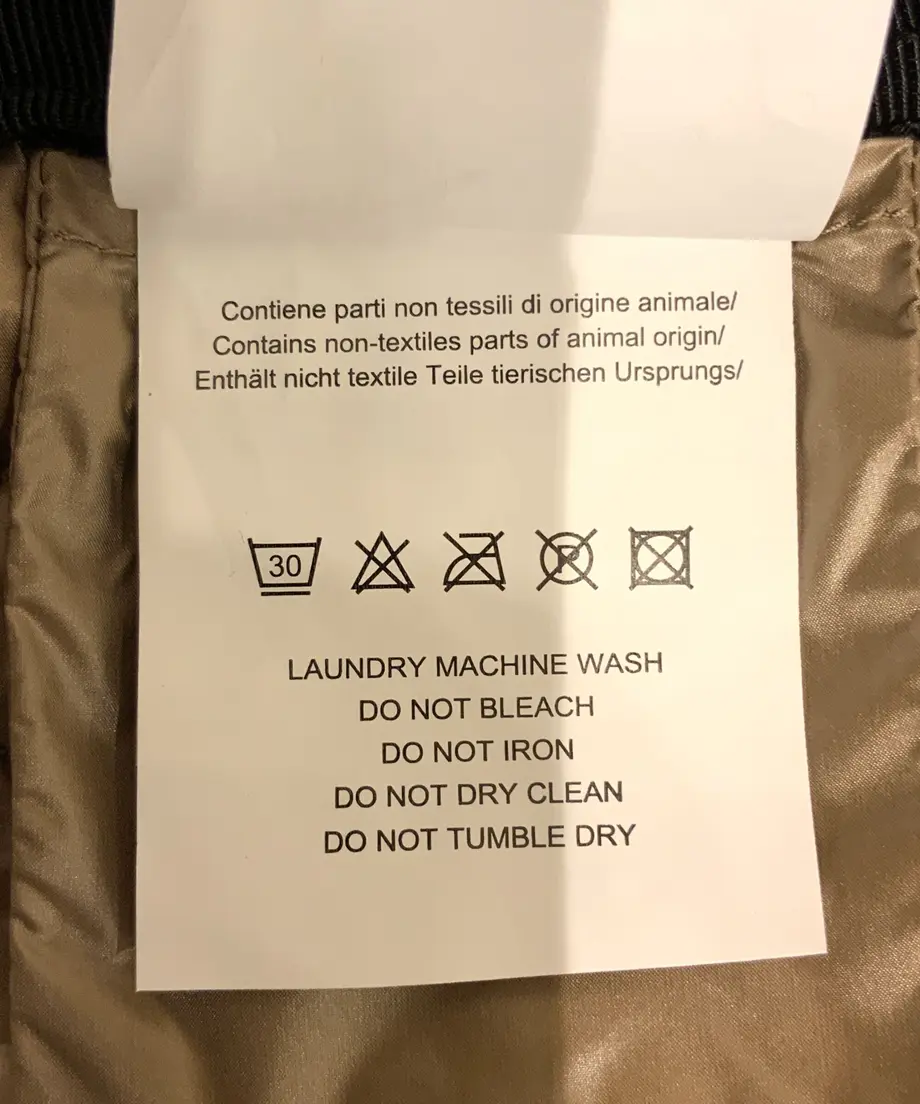 Contiene parti non tessili di origine animale/
Contains non-textiles parts of animal origin/
Enthält nicht textile Teile tierischen Ursprungs/
30 P
LAUNDRY MACHINE WASH
DO NOT BLEACH
DO NOT IRON
DO NOT DRY CLEAN
DO NOT TUMBLE DRY